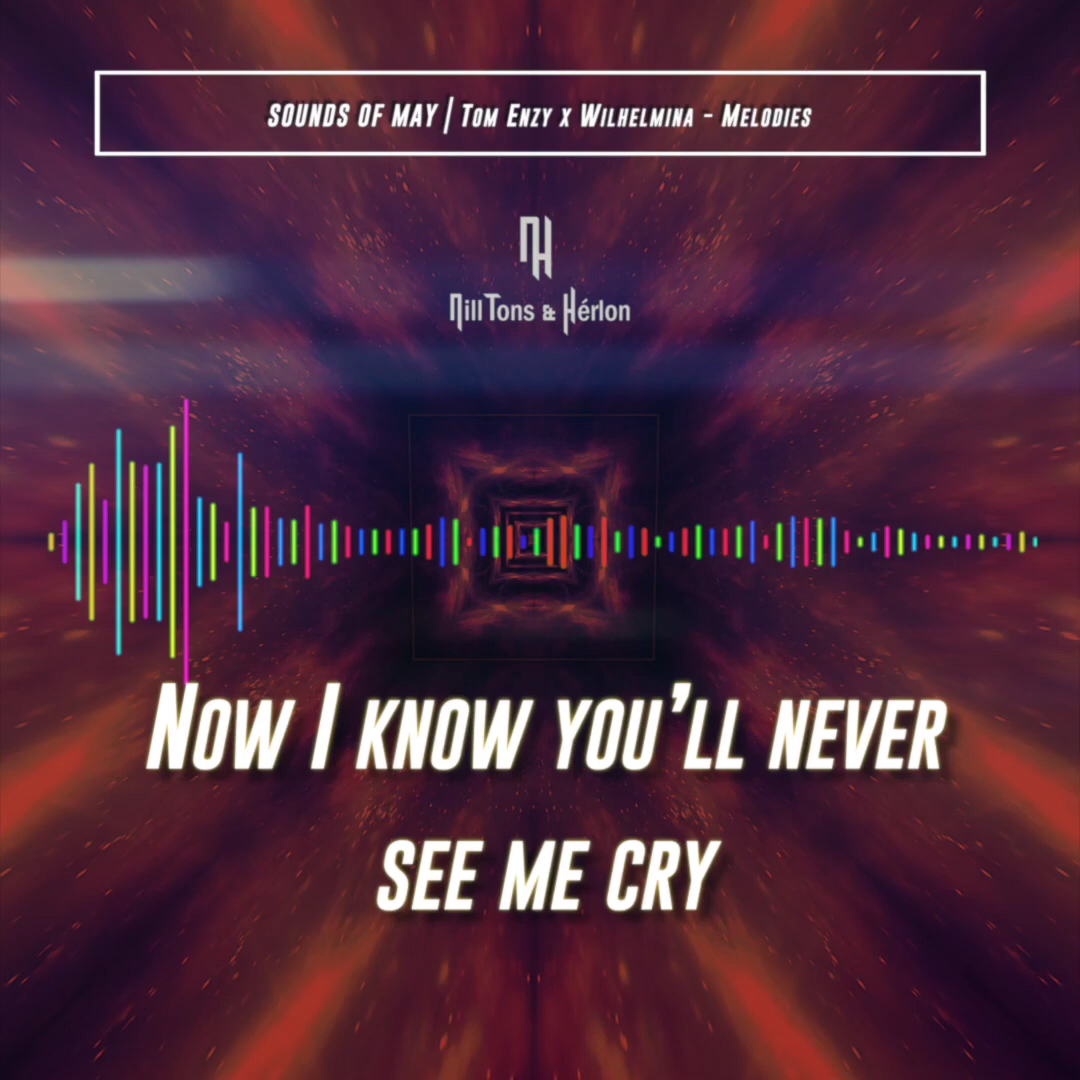 SOUNDS OF MAY | Tom Enzy x Wilhelmina - Melodies
NH
Nill Tons & Hérlon
Now I know you'll never
see me cry